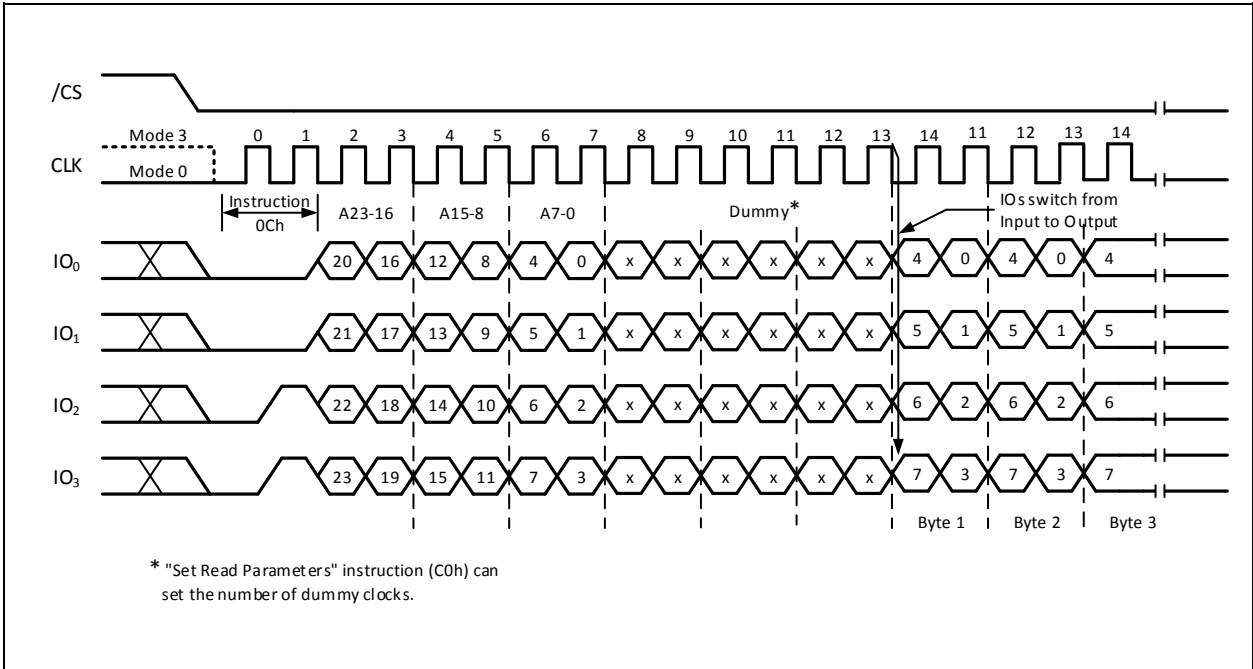 /CS
Mode 3 0 1 2 3 4 5 6 7 8 9 10 11 12 13 14 11 12 13 14
CLK
Mode 0
Instruction A23-16 A15-8 A7-0 Dummy* IOs switch from
0Ch Input to Output
IO0 20 16 12 8 4 0 x x x x x x 4 0 4 0 4
IO1 21 17 13 9 5 1 x x x x x x 5 1 5 1 5
IO2 22 18 14 10 6 2 x x x x x x 6 2 6 2 6
IO3 23 19 15 11 7 3 x x x x x x 7 3 7 3 7
Byte 1 Byte 2 Byte 3
* "Set Read Parameters" instruction (C0h) can
set the number of dummy clocks.